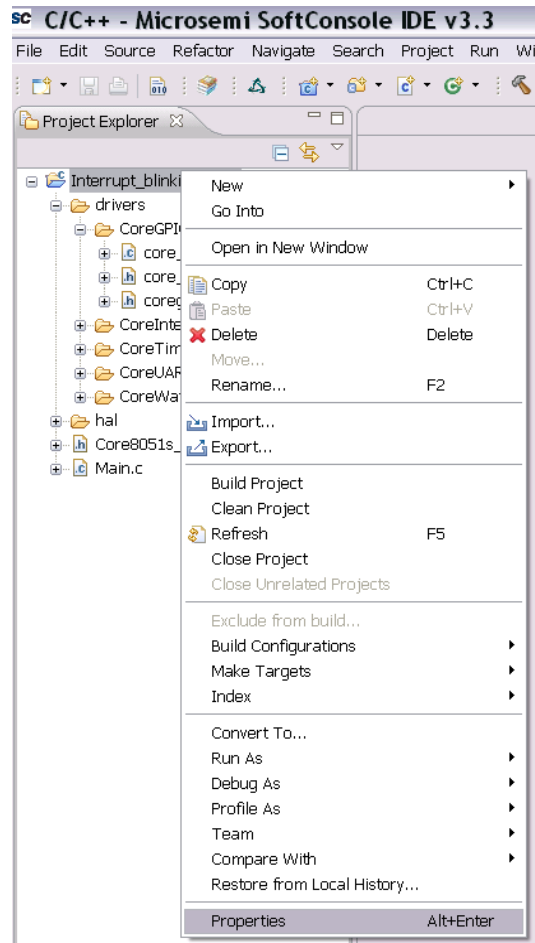 SC C/C++ - Microsemi SoftConsole IDE v3.3
File Edit Source Refactor Navigate Search Project Run
Project Explorer
Interrupt_blinki
drivers
CoreGPI
core_
core_
coreg
CoreInte
CoreTim
CoreUAR
CoreWa
hal
Core8051s_
Main.c
New
Go Into
Open in New Window
Copy Ctrl+C
Paste Ctrl+V
Delete Delete
Move...
Rename... F2
Import...
Export...
Build Project
Clean Project
Refresh F5
Close Project
Close Unrelated Projects
Exclude from build...
Build Configurations
Make Targets
Index
Convert To...
Run As
Debug As
Profile As
Team
Compare With
Restore from Local History...
Properties Alt+Enter